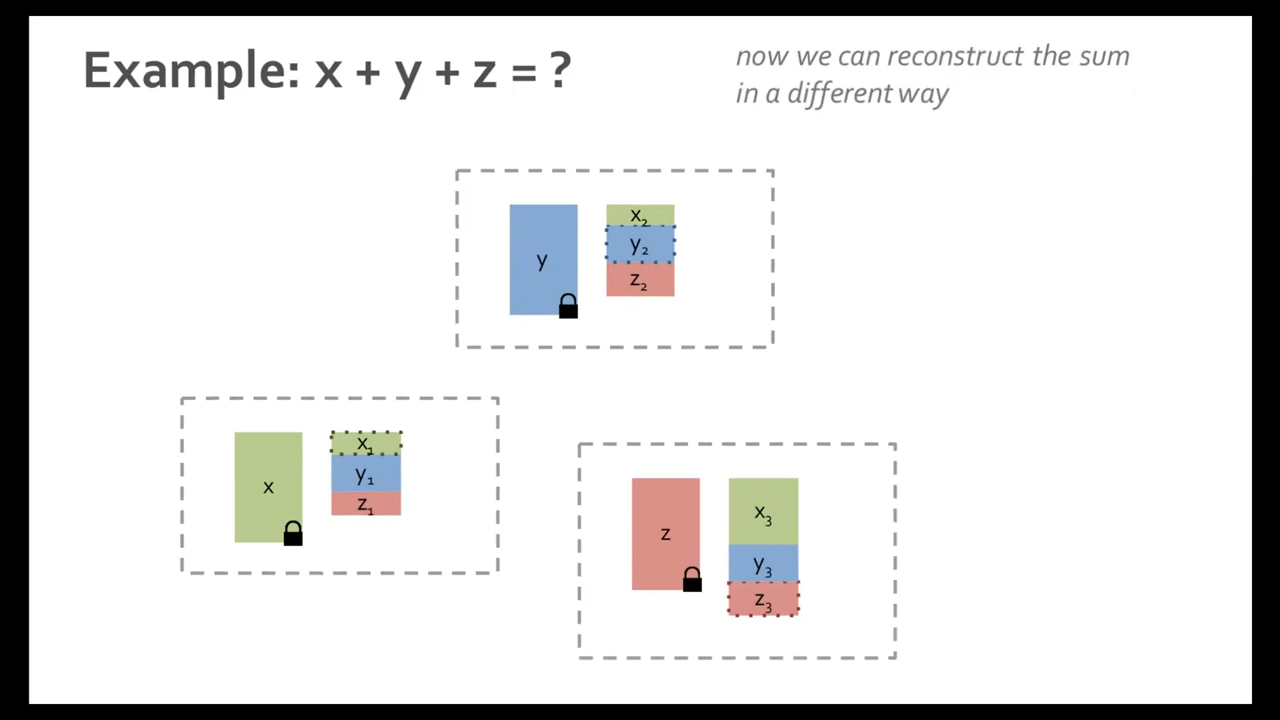 Example: x + y + z = ?
now we can reconstruct the sum
in a different way
y
x₂
y₂
z₂
x
x₁
y₁
z₁
z
x₃
y₃
z₃